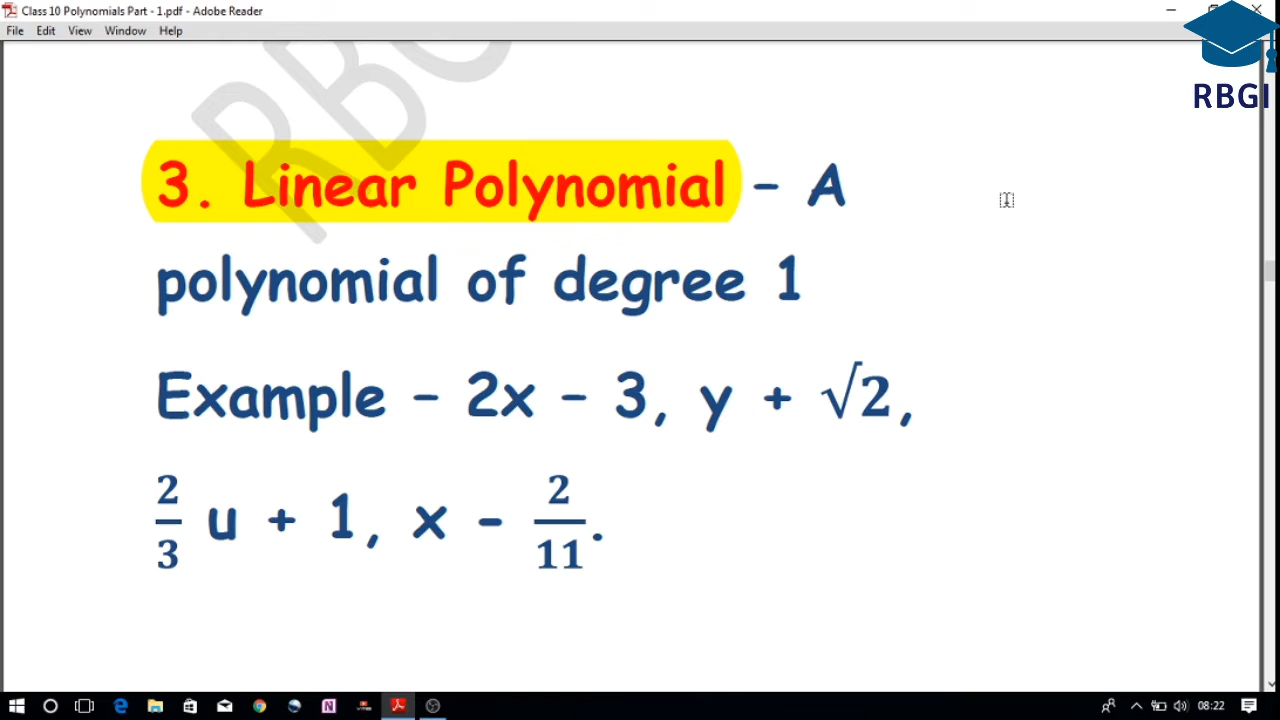 Class 10 Polynomials Part - 1.pdf - Adobe Reader
File Edit View Window Help
RBGI
RBGI
3. Linear Polynomial – A
polynomial of degree 1
Example – 2x – 3, y + √2,
2/3 u + 1, x - 2/11.
08:22